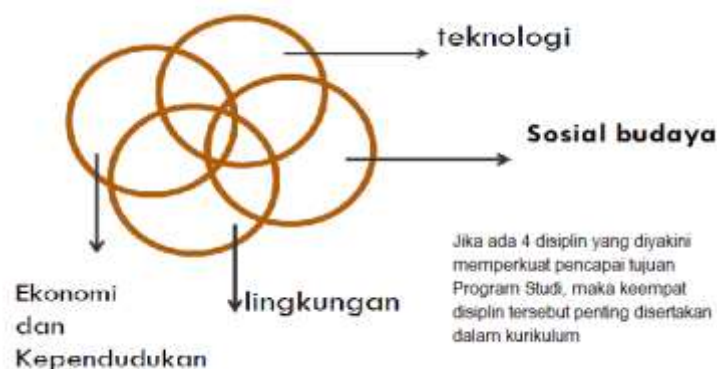 teknologi
Sosial budaya
Jika ada 4 disiplin yang diyakini
memperkuat pencapai tujuan
Program Studi, maka keempat
disiplin tersebut penting disertakan
dalam kurikulum
lingkungan
Ekonomi
dan
Kependudukan